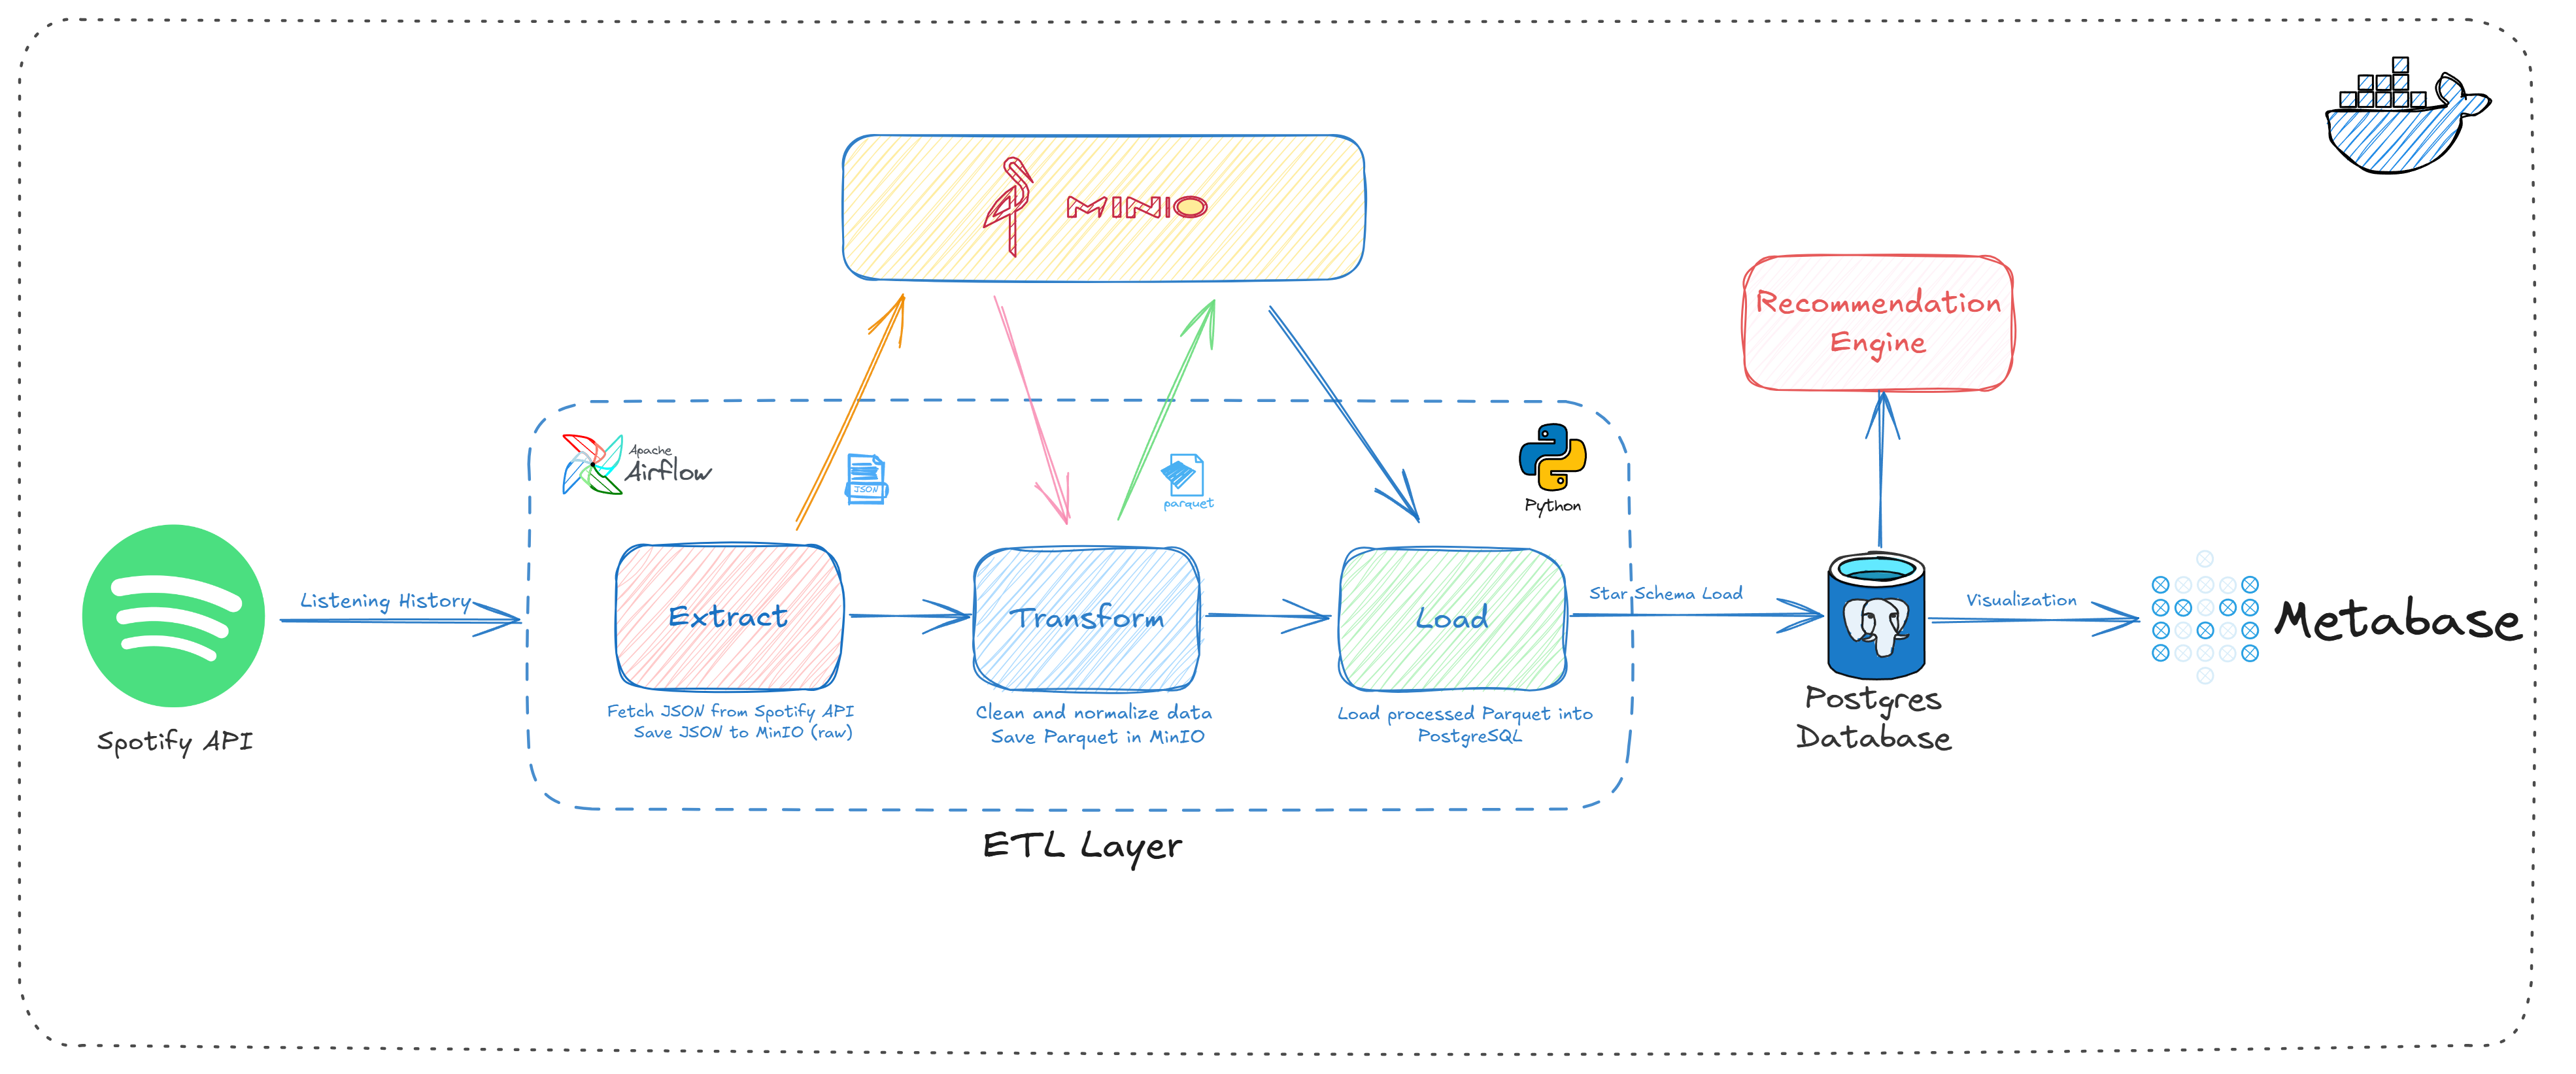 MINIO
Recommendation
Engine
Apache
Airflow
JSON
parquet
Python
Listening History
Extract
Transform
Load
Star Schema Load
Visualization
Metabase
Fetch JSON from Spotify API
Save JSON to MinIO (raw)
Clean and normalize data
Save Parquet in MinIO
Load processed Parquet into
PostgreSQL
Spotify API
Postgres
Database
ETL Layer